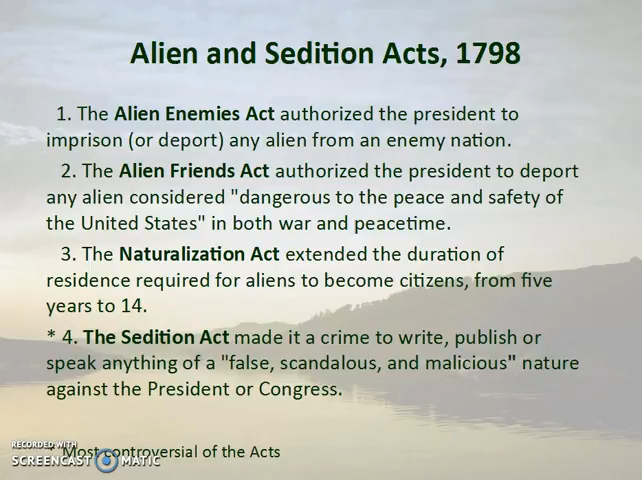 Alien and Sedition Acts, 1798
1. The Alien Enemies Act authorized the president to
imprison (or deport) any alien from an enemy nation.
2. The Alien Friends Act authorized the president to deport
any alien considered "dangerous to the peace and safety of
the United States" in both war and peacetime.
3. The Naturalization Act extended the duration of
residence required for aliens to become citizens, from five
years to 14.
* 4. The Sedition Act made it a crime to write, publish or
speak anything of a "false, scandalous, and malicious" nature
against the President or Congress.
* Most controversial of the Acts
RECORDED WITH
SCREENCAST MATIC